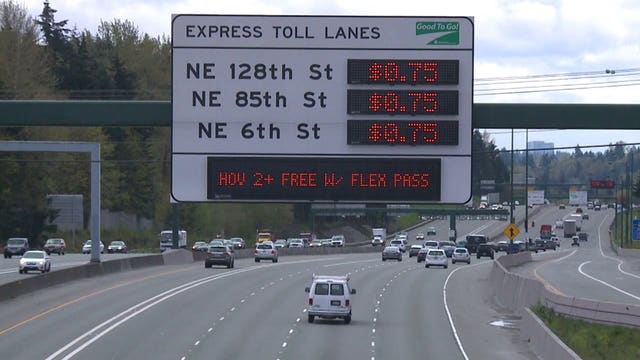 EXPRESS TOLL LANES
Good To Go!
NE 128th St $0.75
NE 85th St $0.75
NE 6th St $0.75
HOV 2+ FREE W/ FLEX PASS